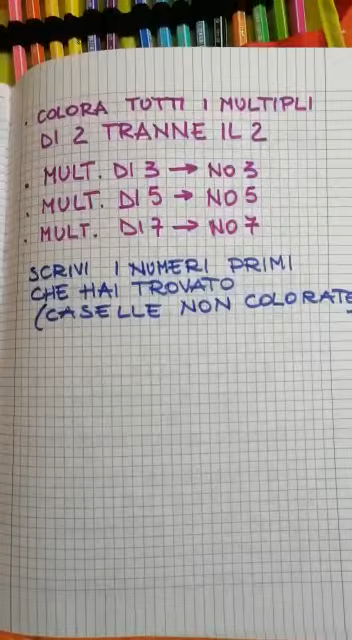 . COLORA TUTTI I MULTIPLI
DI 2 TRANNE IL 2
. MULT. DI 3 → NO 3
. MULT. DI 5 → NO 5
. MULT. DI 7 → NO 7
SCRIVI I NUMERI PRIMI
CHE HAI TROVATO
(CASELLE NON COLORATE